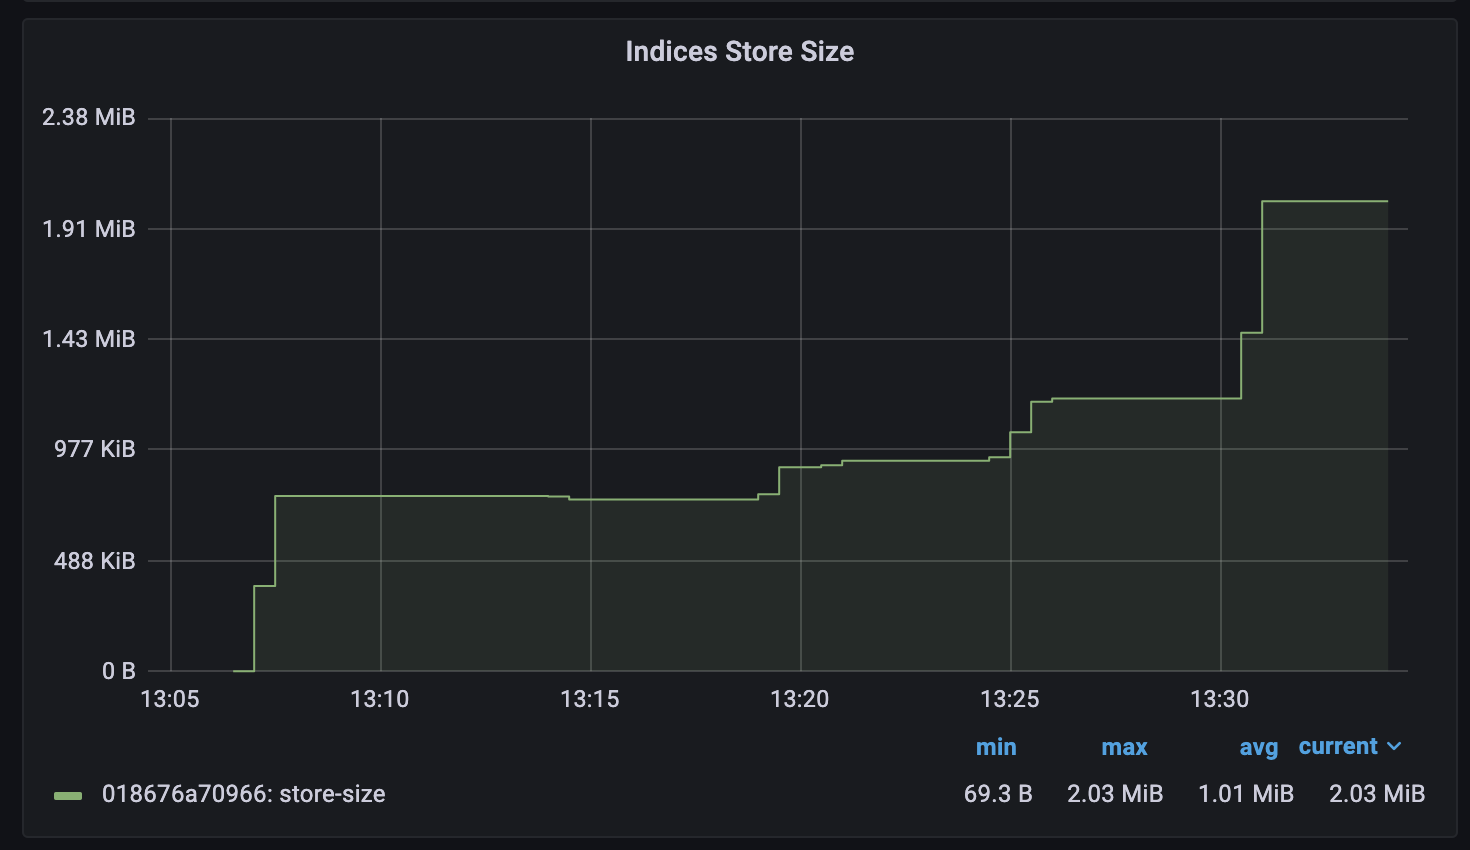 Indices Store Size
2.38 MiB
1.91 MiB
1.43 MiB
977 KiB
488 KiB
0 B
13:05 13:10 13:15 13:20 13:25 13:30
min max avg current
018676a70966: store-size 69.3 B 2.03 MiB 1.01 MiB 2.03 MiB